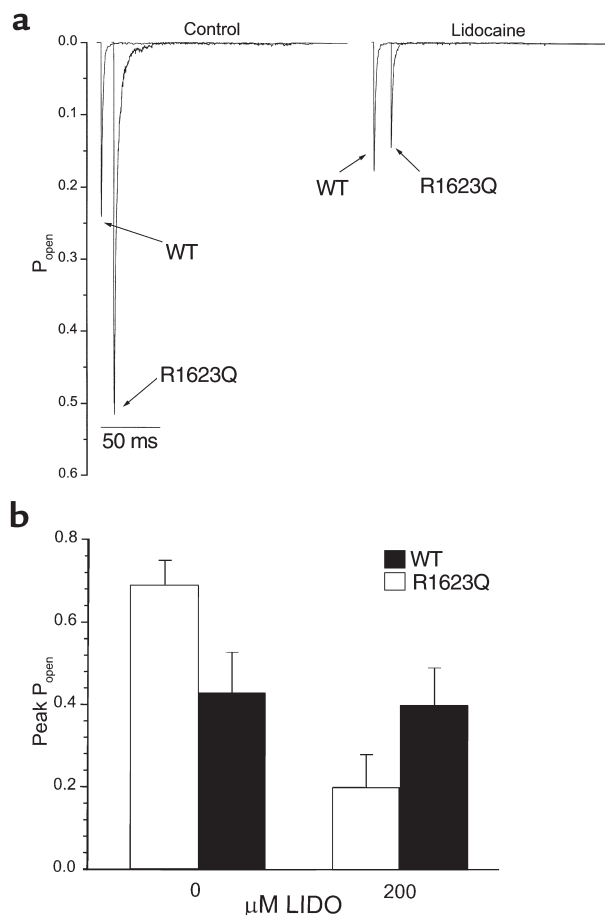 a
Control
Lidocaine
0.0
0.1
0.2
0.3
0.4
0.5
0.6
Popen
WT
R1623Q
50 ms
WT
R1623Q
b
0.8
0.6
0.4
0.2
0.0
Peak Popen
WT
R1623Q
0
200
μM LIDO